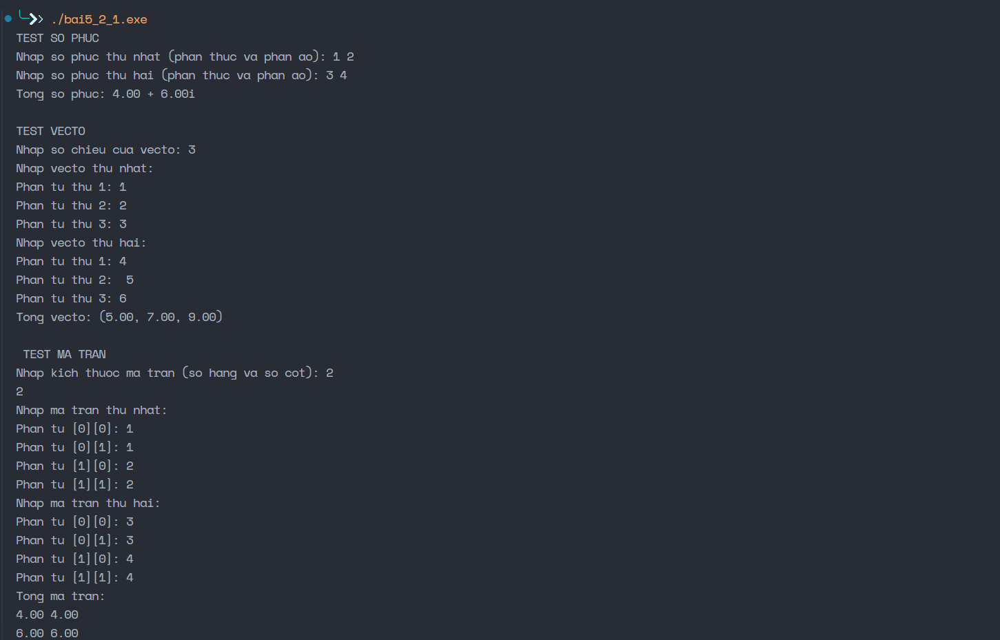 ./bai5_2_1.exe
TEST SO PHUC
Nhap so phuc thu nhat (phan thuc va phan ao): 1 2
Nhap so phuc thu hai (phan thuc va phan ao): 3 4
Tong so phuc: 4.00 + 6.00i
TEST VECTO
Nhap so chieu cua vecto: 3
Nhap vecto thu nhat:
Phan tu thu 1: 1
Phan tu thu 2: 2
Phan tu thu 3: 3
Nhap vecto thu hai:
Phan tu thu 1: 4
Phan tu thu 2:  5
Phan tu thu 3: 6
Tong vecto: (5.00, 7.00, 9.00)
 TEST MA TRAN
Nhap kich thuoc ma tran (so hang va so cot): 2
2
Nhap ma tran thu nhat:
Phan tu [0][0]: 1
Phan tu [0][1]: 1
Phan tu [1][0]: 2
Phan tu [1][1]: 2
Nhap ma tran thu hai:
Phan tu [0][0]: 3
Phan tu [0][1]: 3
Phan tu [1][0]: 4
Phan tu [1][1]: 4
Tong ma tran:
4.00 4.00
6.00 6.00